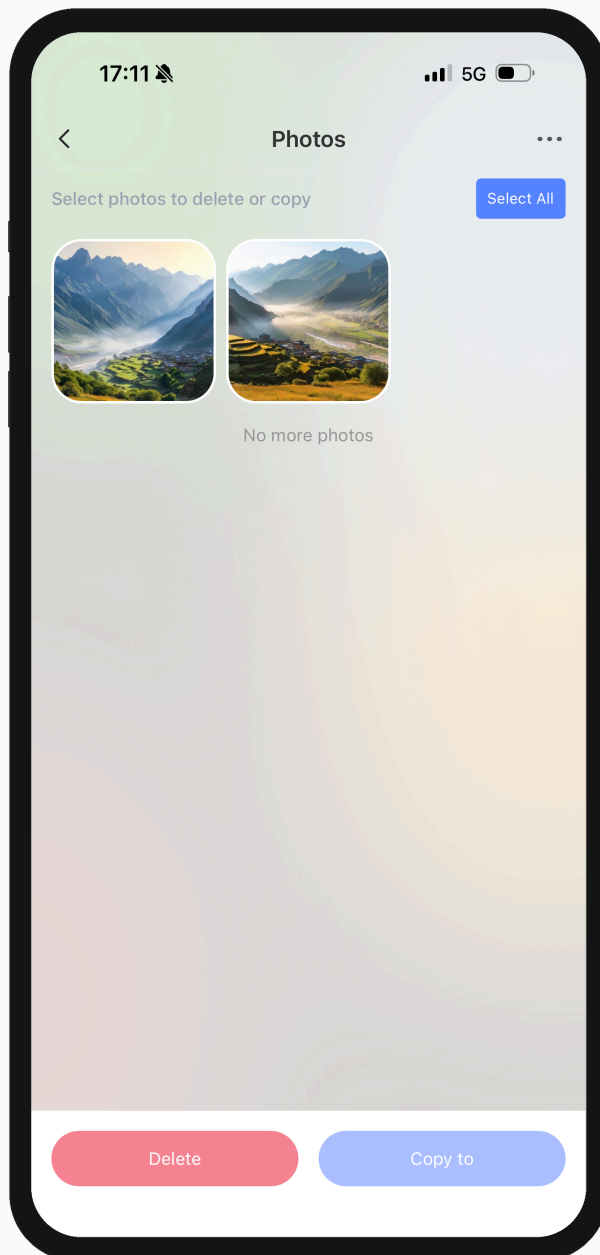 17:11
5G
Photos
Select photos to delete or copy
Select All
No more photos
Delete
Copy to